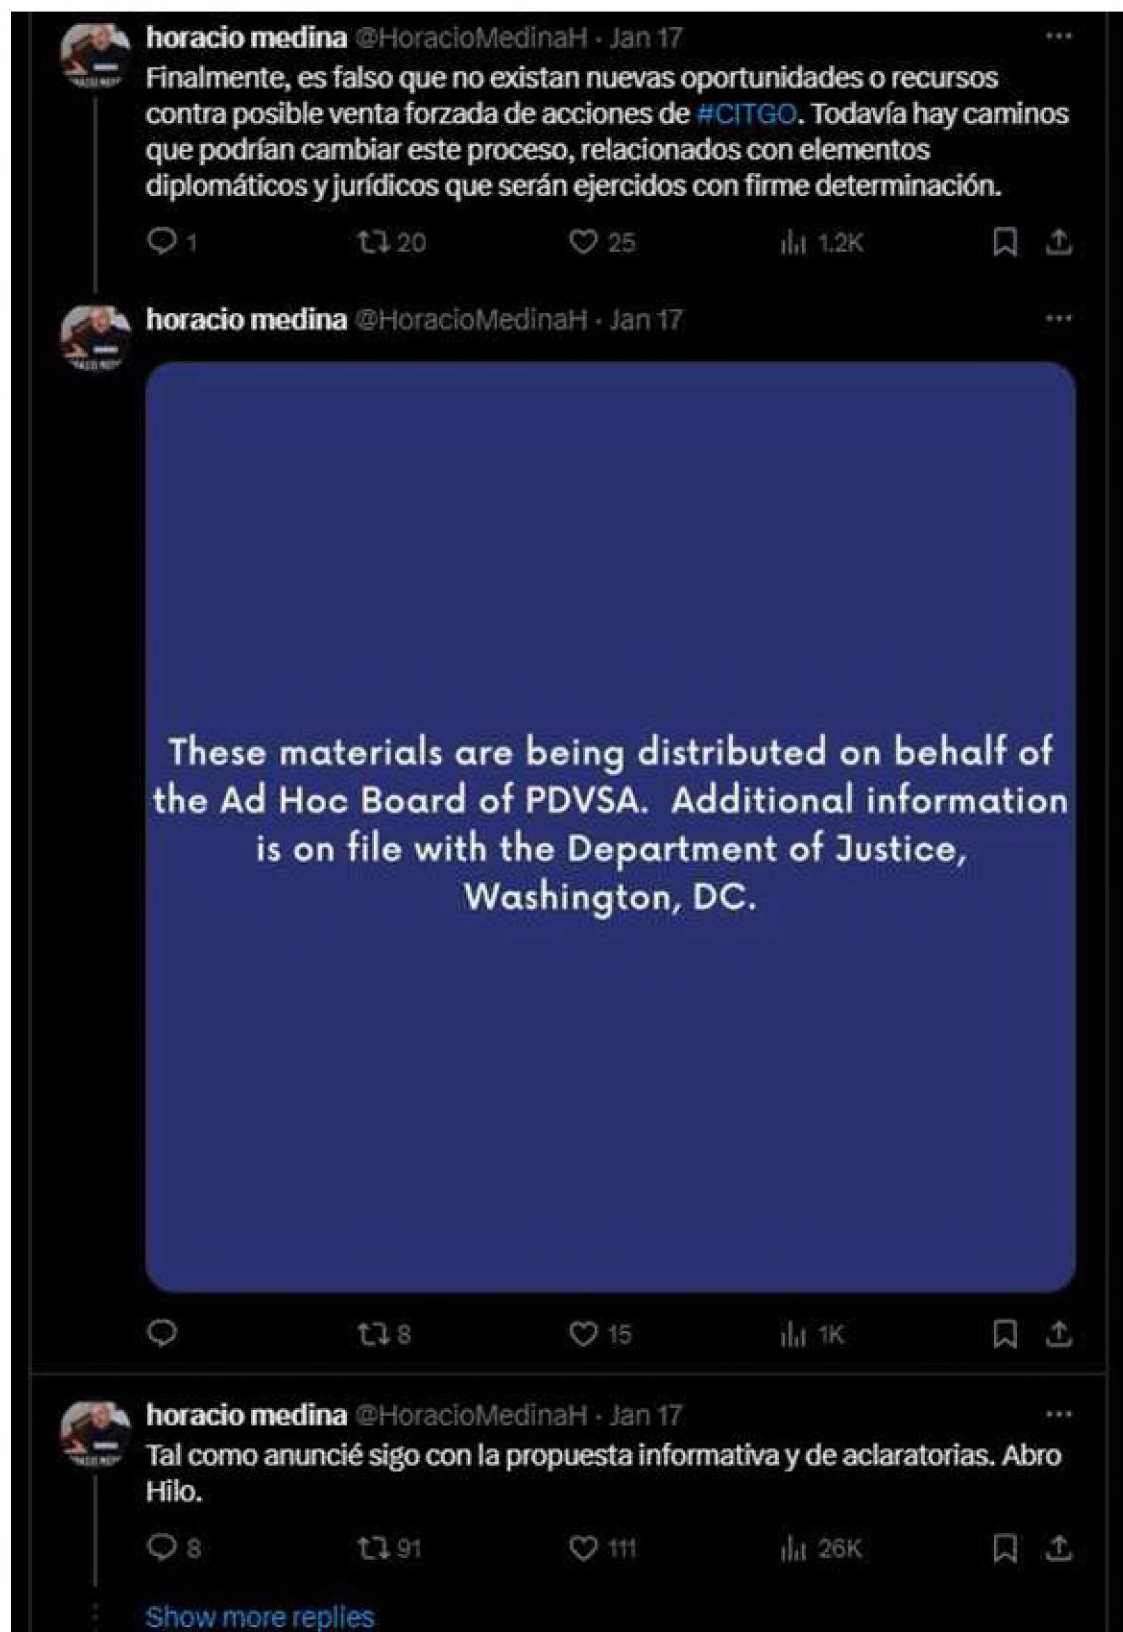 horacio medina @HoracioMedinaH · Jan 17
Finalmente, es falso que no existan nuevas oportunidades o recursos
contra posible venta forzada de acciones de #CITGO. Todavía hay caminos
que podrían cambiar este proceso, relacionados con elementos
diplomáticos y jurídicos que serán ejercidos con firme determinación.
1 20 25 1.2K
horacio medina @HoracioMedinaH · Jan 17
These materials are being distributed on behalf of
the Ad Hoc Board of PDVSA. Additional information
is on file with the Department of Justice,
Washington, DC.
8 15 1K
horacio medina @HoracioMedinaH · Jan 17
Tal como anuncié sigo con la propuesta informativa y de aclaratorias. Abro
Hilo.
8 91 111 26K
Show more replies